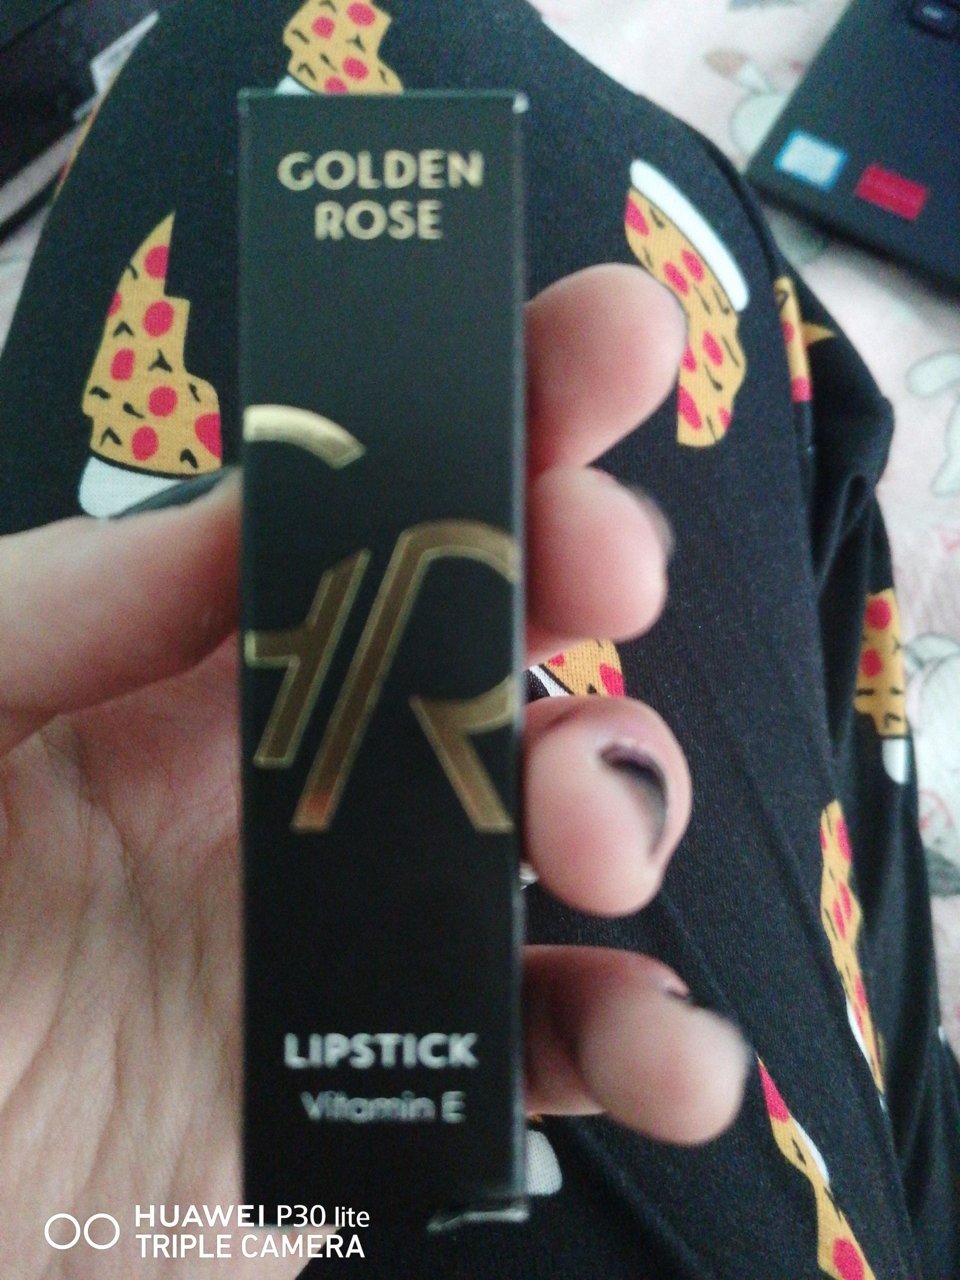 GOLDEN
ROSE
GR
LIPSTICK
Vitamin E
HUAWEI P30 lite
TRIPLE CAMERA